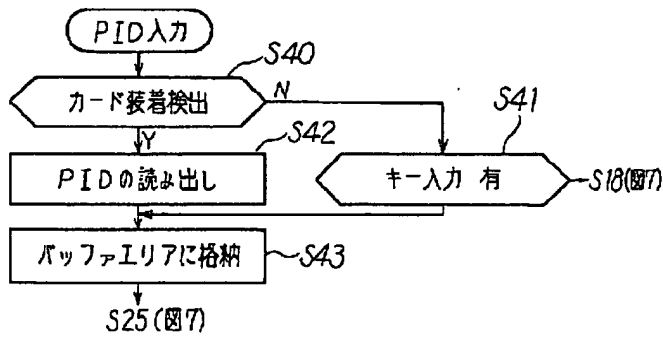 PID入力
S40
カード装着検出
N
S41
Y
S42
PIDの読み出し
キー入力 有
S18(図7)
バッファエリアに格納
S43
S25(図7)